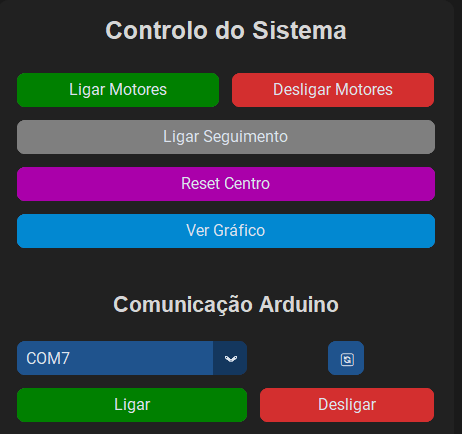 Controlo do Sistema
Ligar Motores Desligar Motores
Ligar Seguimento
Reset Centro
Ver Gráfico
Comunicação Arduino
COM7
Ligar Desligar